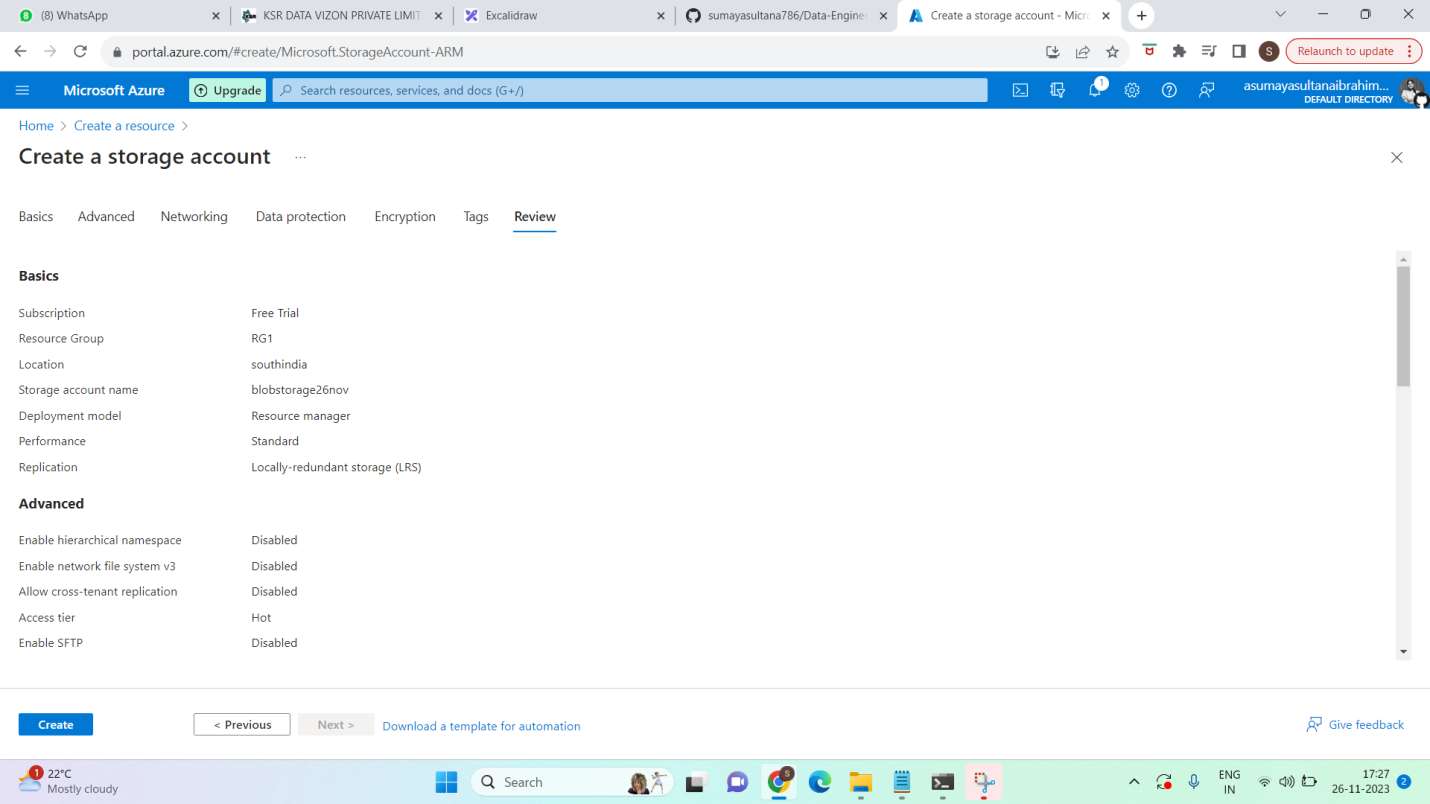 (8) WhatsApp
KSR DATA VIZON PRIVATE LIMIT
Excalidraw
sumayasultana786/Data-Enginee
Create a storage account - Micro
portal.azure.com/#create/Microsoft.StorageAccount-ARM
S
Relaunch to update
Microsoft Azure
Upgrade
Search resources, services, and docs (G+/)
1
asumayasultanaibrahim...
DEFAULT DIRECTORY
Home > Create a resource >
Create a storage account ...
Basics Advanced Networking Data protection Encryption Tags Review
Basics
Subscription Free Trial
Resource Group RG1
Location southindia
Storage account name blobstorage26nov
Deployment model Resource manager
Performance Standard
Replication Locally-redundant storage (LRS)
Advanced
Enable hierarchical namespace Disabled
Enable network file system v3 Disabled
Allow cross-tenant replication Disabled
Access tier Hot
Enable SFTP Disabled
Create < Previous Next > Download a template for automation Give feedback
1
22°C
Mostly cloudy
Search
S
ENG
IN
17:27
26-11-2023
2